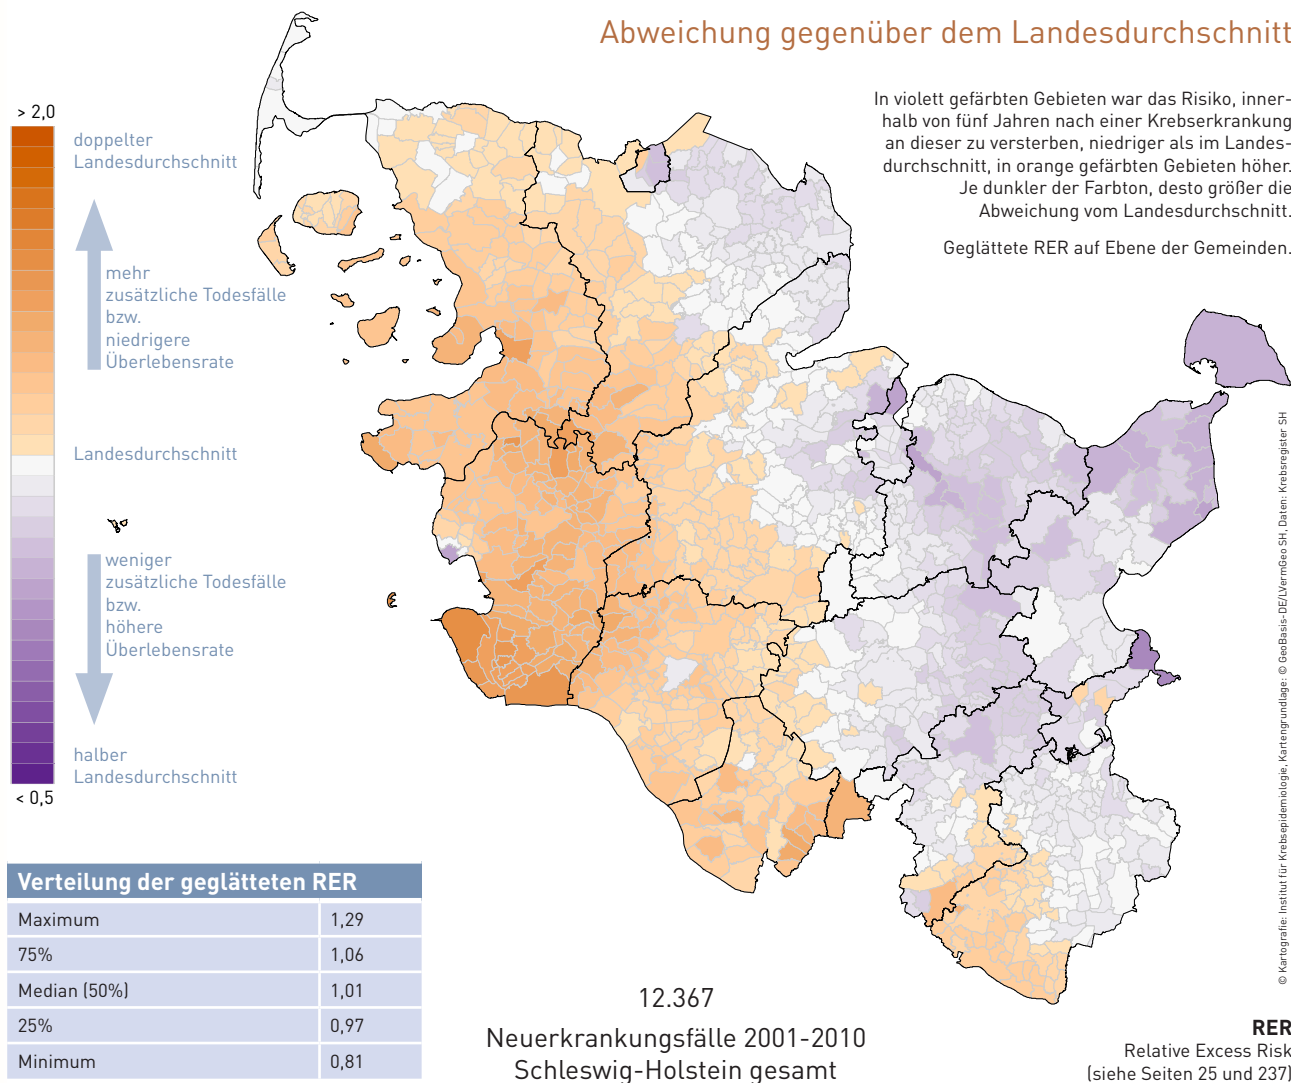 Abweichung gegenüber dem Landesdurchschnitt
In violett gefärbten Gebieten war das Risiko, inner-
halb von fünf Jahren nach einer Krebserkrankung
an dieser zu versterben, niedriger als im Landes-
durchschnitt, in orange gefärbten Gebieten höher.
Je dunkler der Farbton, desto größer die
Abweichung vom Landesdurchschnitt.
Geglättete RER auf Ebene der Gemeinden.
> 2,0
doppelter
Landesdurchschnitt
mehr
zusätzliche Todesfälle
bzw.
niedrigere
Überlebensrate
Landesdurchschnitt
weniger
zusätzliche Todesfälle
bzw.
höhere
Überlebensrate
halber
Landesdurchschnitt
< 0,5
Verteilung der geglätteten RER
Maximum 1,29
75% 1,06
Median (50%) 1,01
25% 0,97
Minimum 0,81
12.367
Neuerkrankungsfälle 2001-2010
Schleswig-Holstein gesamt
© Kartografie: Institut für Krebsepidemiologie, Kartengrundlage: © GeoBasis-DE/LVermGeo SH, Daten: Krebsregister SH
RER
Relative Excess Risk
(siehe Seiten 25 und 237)